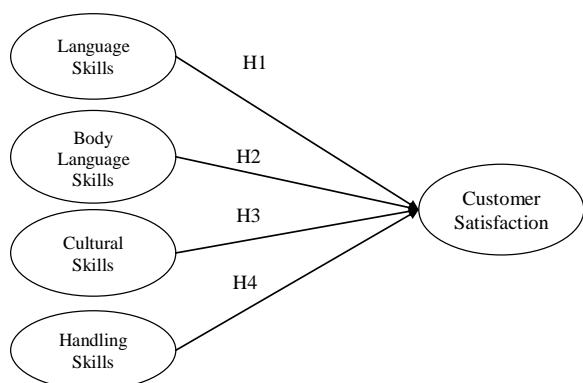 Language
Skills
H1
Body
Language
Skills
H2
Customer
Satisfaction
H3
Cultural
Skills
H4
Handling
Skills